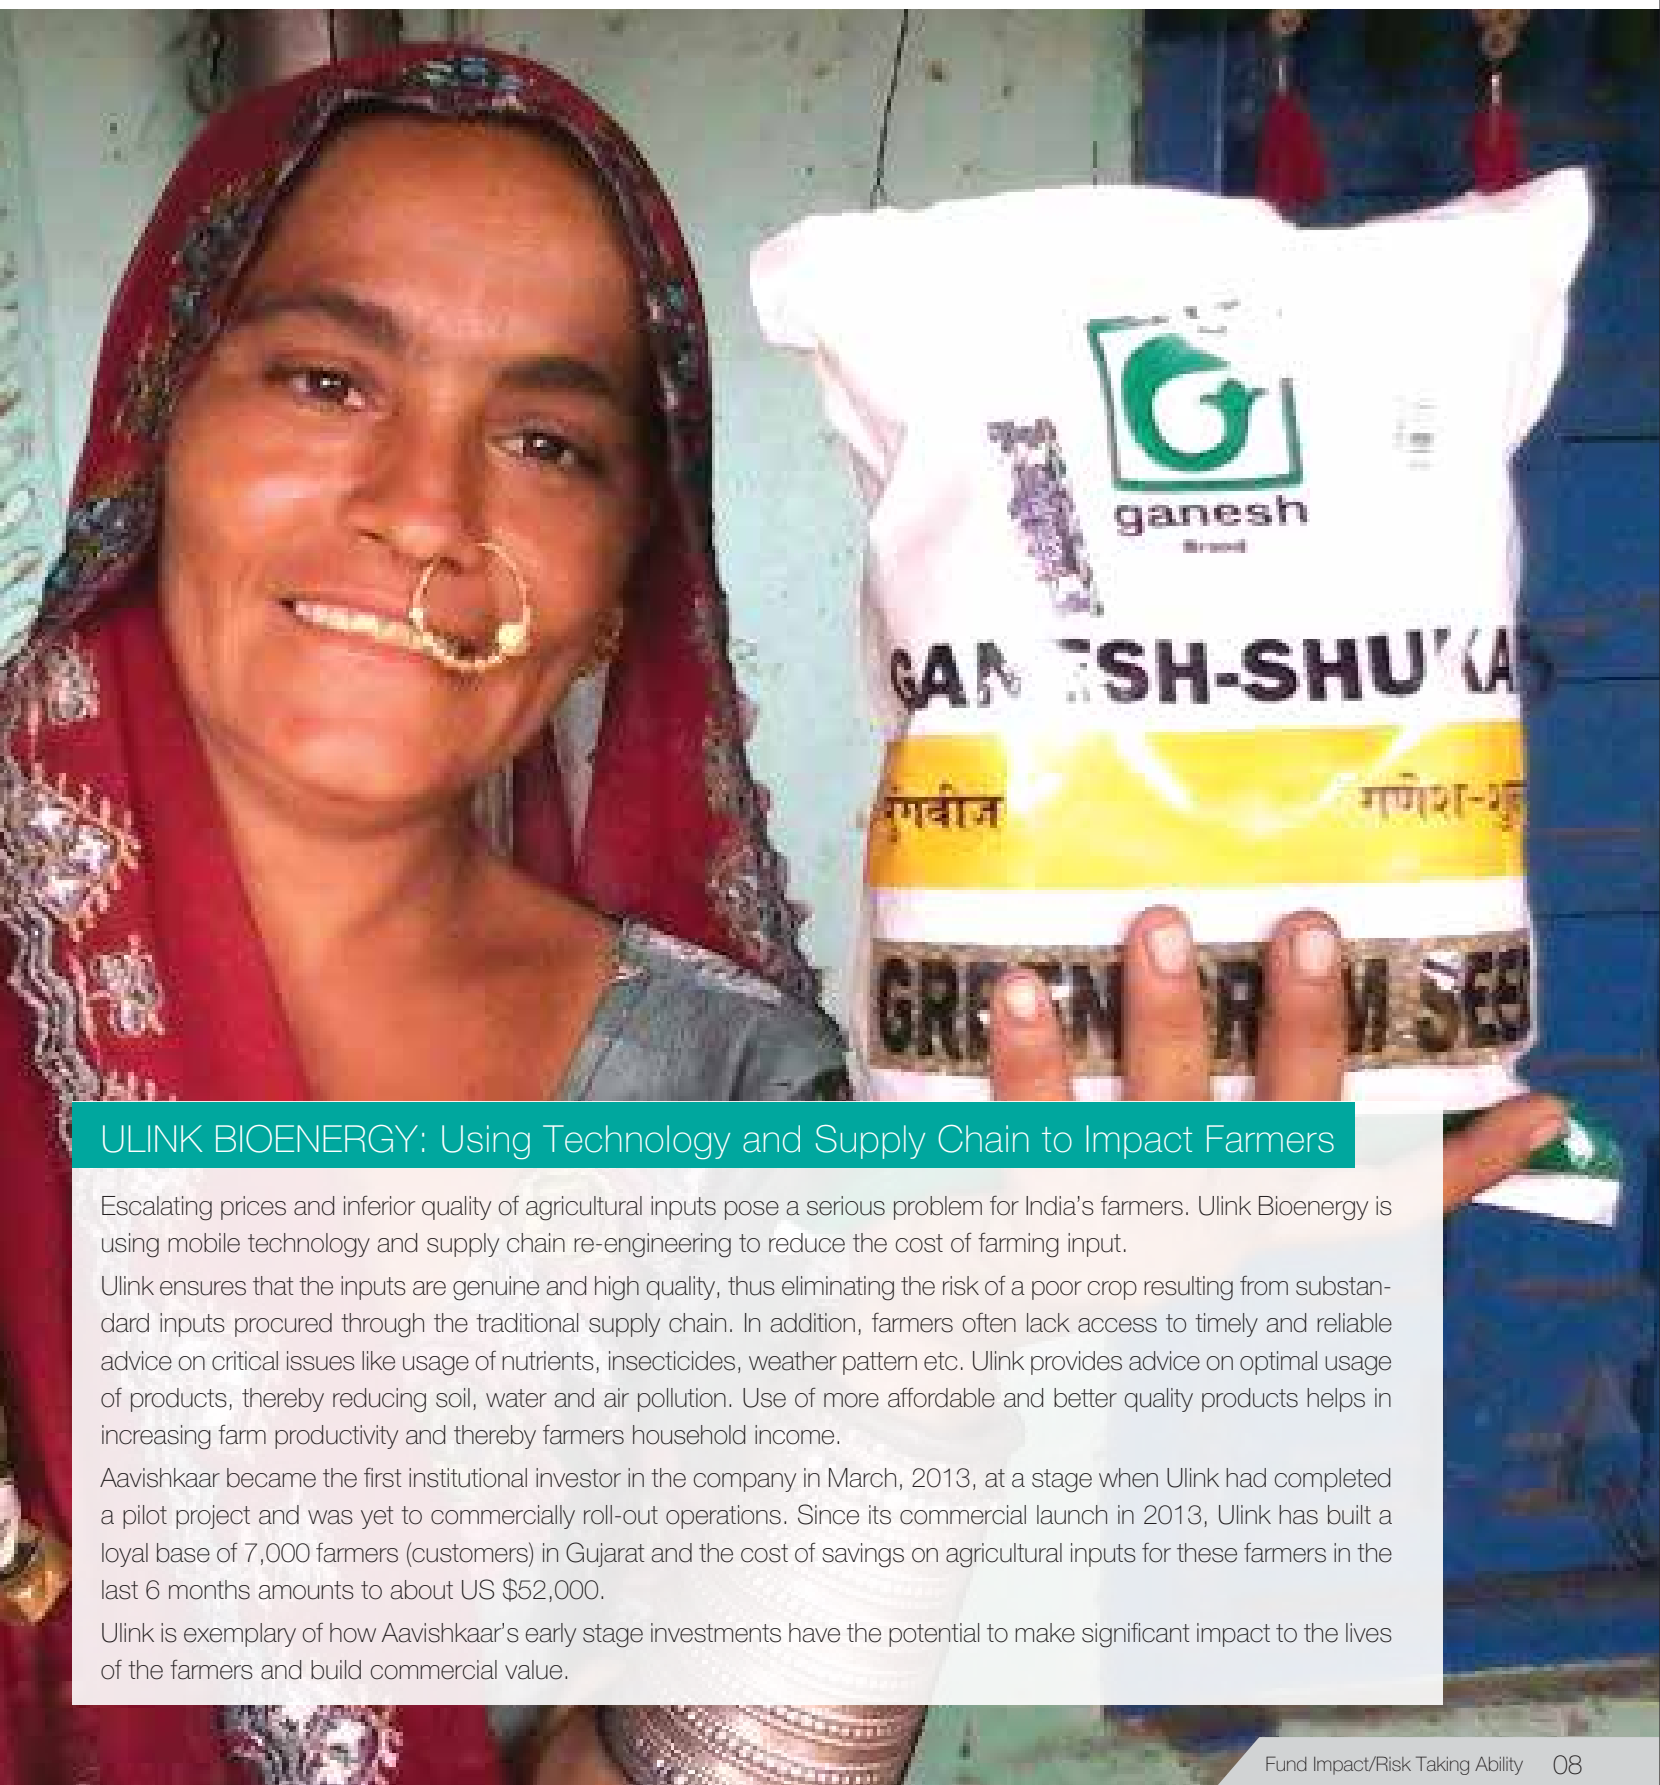 ganesh
Brand
GREEN GRAM SEE
ULINK BIOENERGY: Using Technology and Supply Chain to Impact Farmers
Escalating prices and inferior quality of agricultural inputs pose a serious problem for India’s farmers. Ulink Bioenergy is
using mobile technology and supply chain re-engineering to reduce the cost of farming input.
Ulink ensures that the inputs are genuine and high quality, thus eliminating the risk of a poor crop resulting from substan-
dard inputs procured through the traditional supply chain. In addition, farmers often lack access to timely and reliable
advice on critical issues like usage of nutrients, insecticides, weather pattern etc. Ulink provides advice on optimal usage
of products, thereby reducing soil, water and air pollution. Use of more affordable and better quality products helps in
increasing farm productivity and thereby farmers household income.
Aavishkaar became the first institutional investor in the company in March, 2013, at a stage when Ulink had completed
a pilot project and was yet to commercially roll-out operations. Since its commercial launch in 2013, Ulink has built a
loyal base of 7,000 farmers (customers) in Gujarat and the cost of savings on agricultural inputs for these farmers in the
last 6 months amounts to about US $52,000.
Ulink is exemplary of how Aavishkaar’s early stage investments have the potential to make significant impact to the lives
of the farmers and build commercial value.
Fund Impact/Risk Taking Ability 08